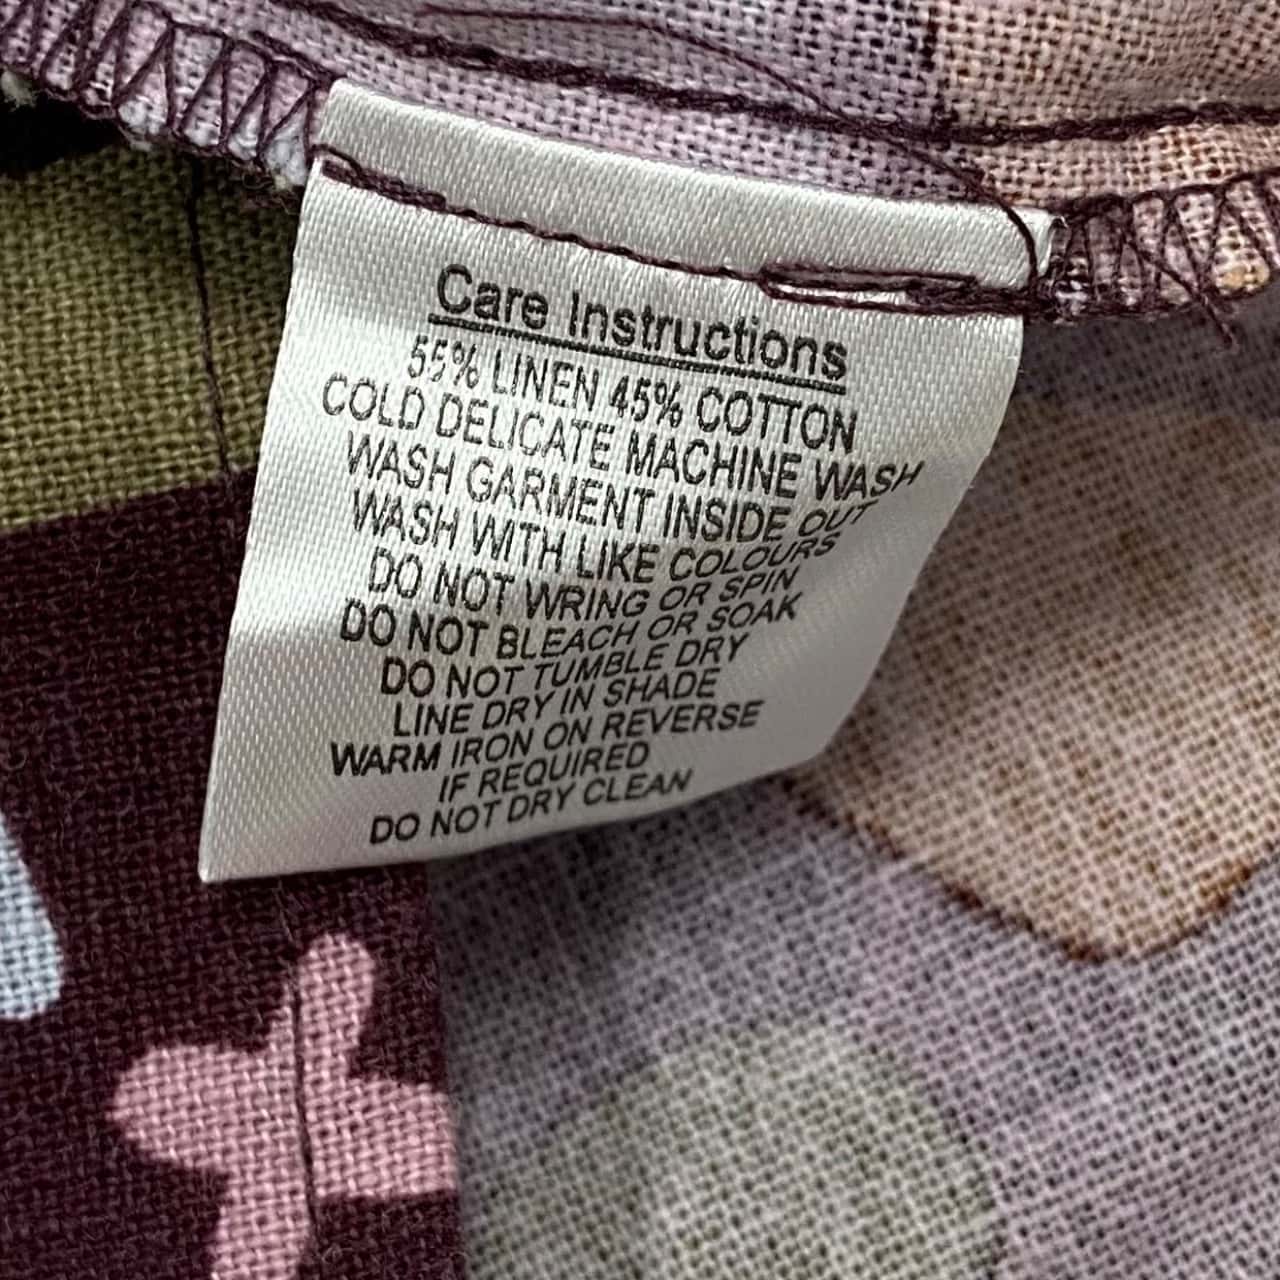 Care Instructions
55% LINEN 45% COTTON
COLD DELICATE MACHINE WASH
WASH GARMENT INSIDE OUT
WASH WITH LIKE COLOURS
DO NOT WRING OR SPIN
DO NOT BLEACH OR SOAK
DO NOT TUMBLE DRY
LINE DRY IN SHADE
WARM IRON ON REVERSE
IF REQUIRED
DO NOT DRY CLEAN